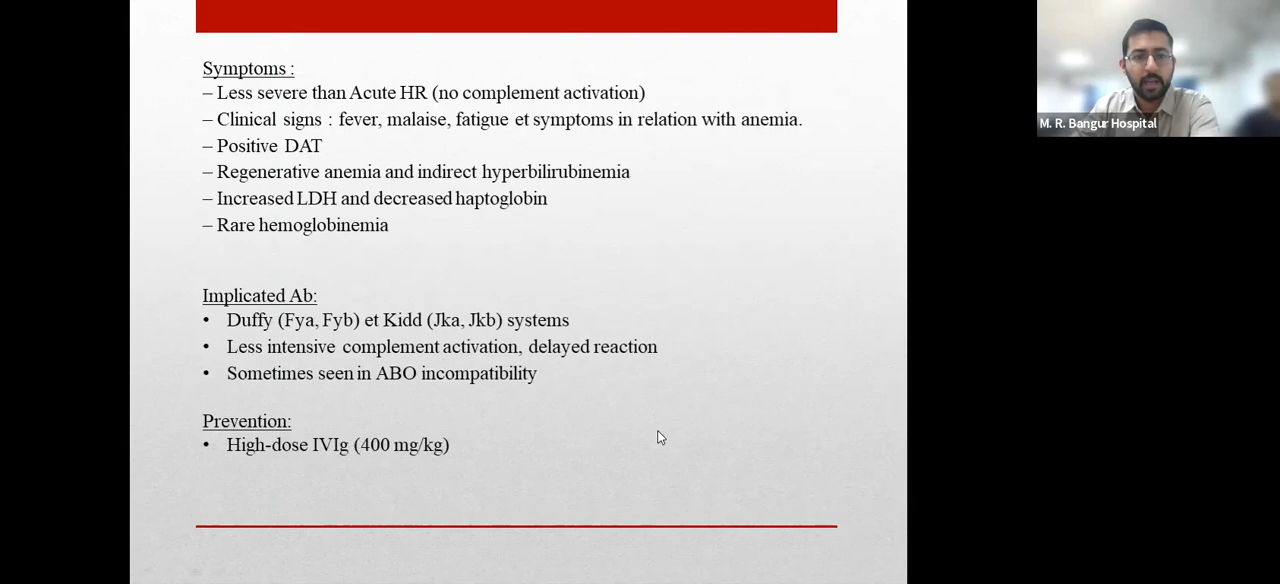 Symptoms :
– Less severe than Acute HR (no complement activation)
– Clinical signs : fever, malaise, fatigue et symptoms in relation with anemia.
– Positive DAT
– Regenerative anemia and indirect hyperbilirubinemia
– Increased LDH and decreased haptoglobin
– Rare hemoglobinemia
Implicated Ab:
• Duffy (Fya, Fyb) et Kidd (Jka, Jkb) systems
• Less intensive complement activation, delayed reaction
• Sometimes seen in ABO incompatibility
Prevention:
• High-dose IVIg (400 mg/kg)
M. R. Bangur Hospital